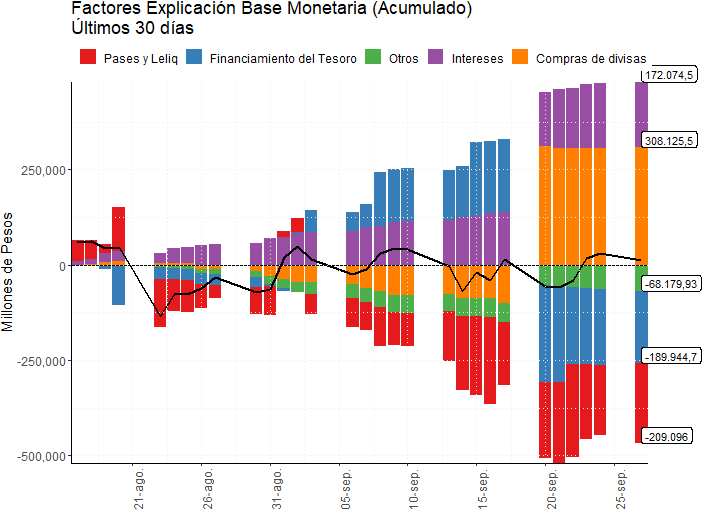 Factores Explicación Base Monetaria (Acumulado)
Últimos 30 días
Pases y Leliq
Financiamiento del Tesoro
Otros
Intereses
Compras de divisas
Millones de Pesos
250,000
0
-250,000
-500,000
172.074,5
308.125,5
-68.179,93
-189.944,7
-209.096
21-ago.
26-ago.
31-ago.
05-sep.
10-sep.
15-sep.
20-sep.
25-sep.